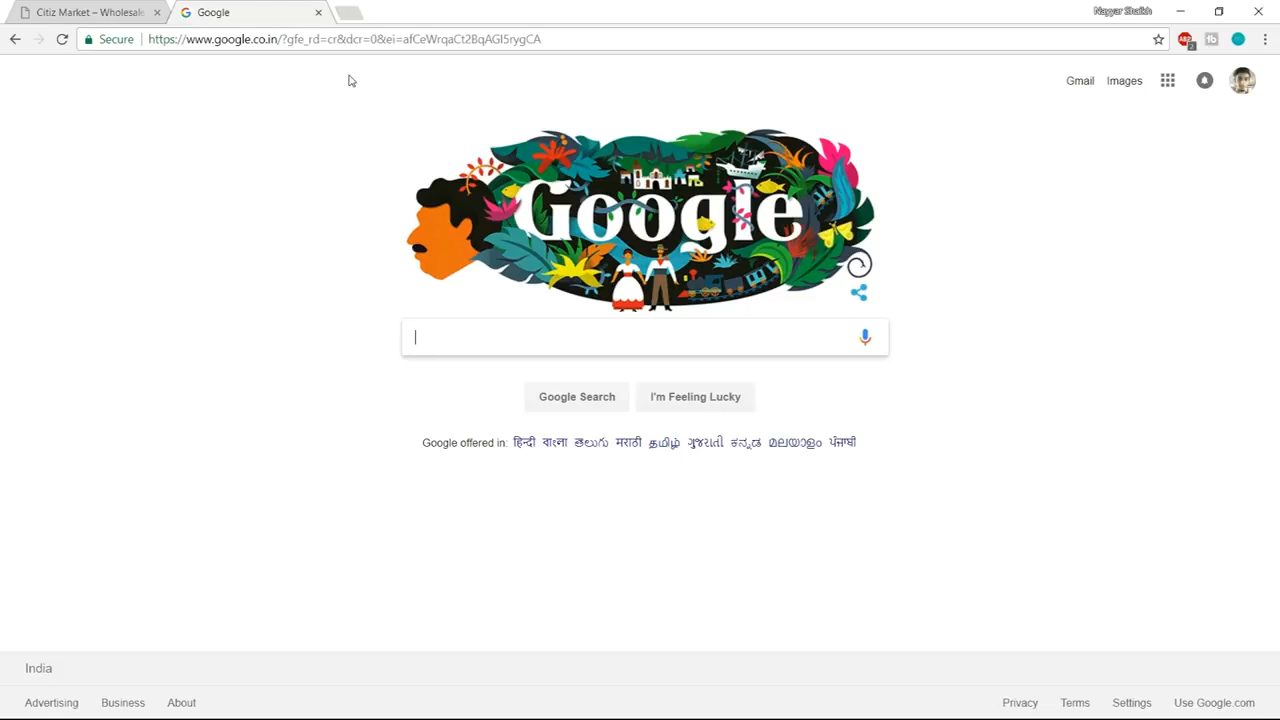 Citiz Market – Wholesale
Google
Nayyar Shaikh
Secure
https://www.google.co.in/?gfe_rd=cr&dcr=0&ei=afCeWrqaCt2BqAGI5rygCA
2
Gmail Images
Google
Google Search I'm Feeling Lucky
Google offered in: हिन्दी বাংলা తెలుగు मराठी தமிழ் ગુજરાતી ಕನ್ನಡ മലയാളം ਪੰਜਾਬੀ
India
Advertising Business About
Privacy Terms Settings Use Google.com